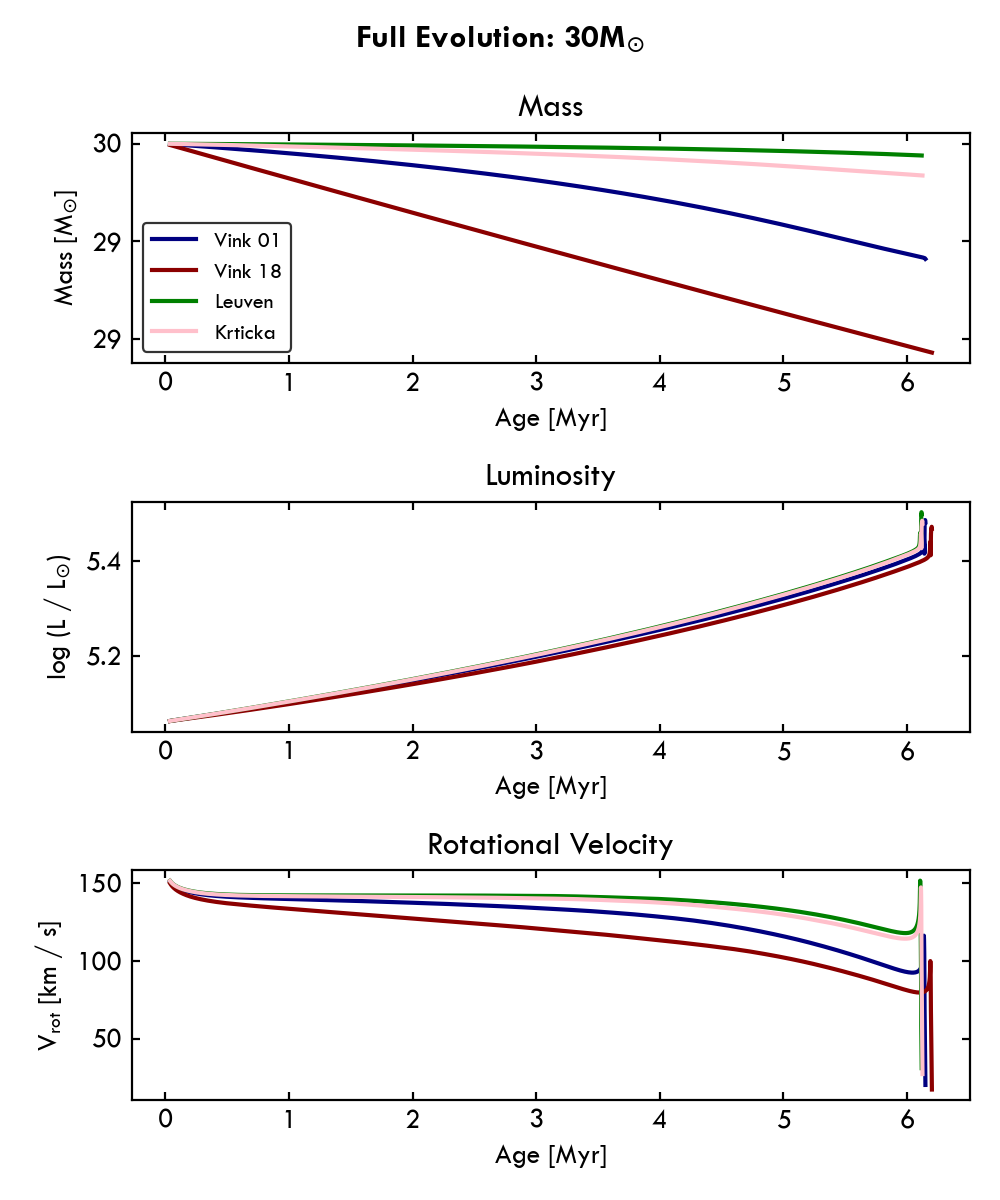 Full Evolution: 30M⊙
Mass
Mass [M⊙]
30
29
29
Vink 01
Vink 18
Leuven
Krticka
0 1 2 3 4 5 6
Age [Myr]
Luminosity
log (L / L⊙)
5.4
5.2
0 1 2 3 4 5 6
Age [Myr]
Rotational Velocity
Vrot [km / s]
150
100
50
0 1 2 3 4 5 6
Age [Myr]